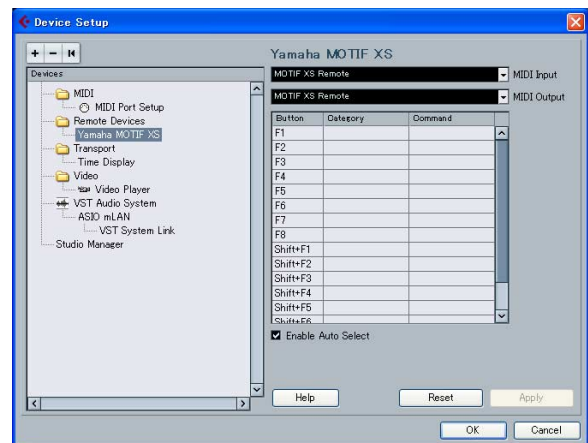 Device Setup
+ - I◀
Yamaha MOTIF XS
Devices
MIDI
MIDI Port Setup
Remote Devices
Yamaha MOTIF XS
Transport
Time Display
Video
Video Player
VST Audio System
ASIO mLAN
VST System Link
Studio Manager
MOTIF XS Remote MIDI Input
MOTIF XS Remote MIDI Output
Button Category Command
F1
F2
F3
F4
F5
F6
F7
F8
Shift+F1
Shift+F2
Shift+F3
Shift+F4
Shift+F5
Shift+F6
Enable Auto Select
Help Reset Apply
OK Cancel